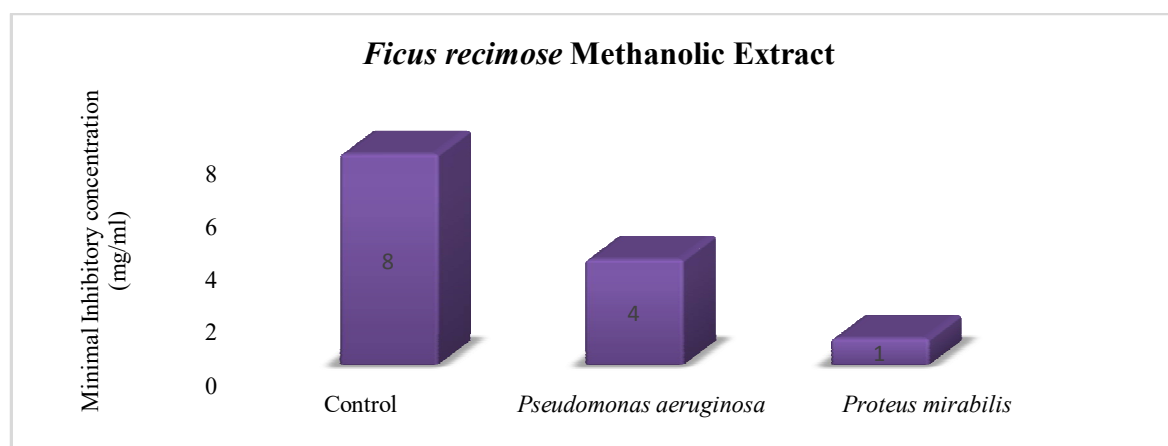 Ficus recimose Methanolic Extract
Minimal Inhibitory concentration
(mg/ml)
8
6
4
2
0
8
4
1
Control
Pseudomonas aeruginosa
Proteus mirabilis